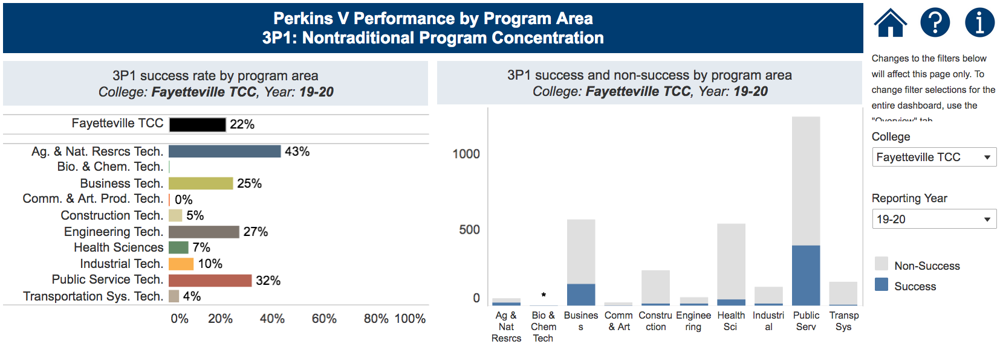 Perkins V Performance by Program Area
3P1: Nontraditional Program Concentration
Changes to the filters below
will affect this page only. To
change filter selections for the
entire dashboard, use the
"Overview" tab
3P1 success rate by program area
College: Fayetteville TCC, Year: 19-20
Fayetteville TCC 22%
Ag. & Nat. Resrcs Tech. 43%
Bio. & Chem. Tech.
Business Tech. 25%
Comm. & Art. Prod. Tech. 0%
Construction Tech. 5%
Engineering Tech. 27%
Health Sciences 7%
Industrial Tech. 10%
Public Service Tech. 32%
Transportation Sys. Tech. 4%
0% 20% 40% 60% 80% 100%
3P1 success and non-success by program area
College: Fayetteville TCC, Year: 19-20
1000
500
0
*
Ag &
Nat
Resrcs
Bio &
Chem
Tech
Busines
s
Comm
& Art
Constru
ction
Enginee
ring
Health
Sci
Industri
al
Public
Serv
Transp
Sys
College
Fayetteville TCC
Reporting Year
19-20
Non-Success
Success